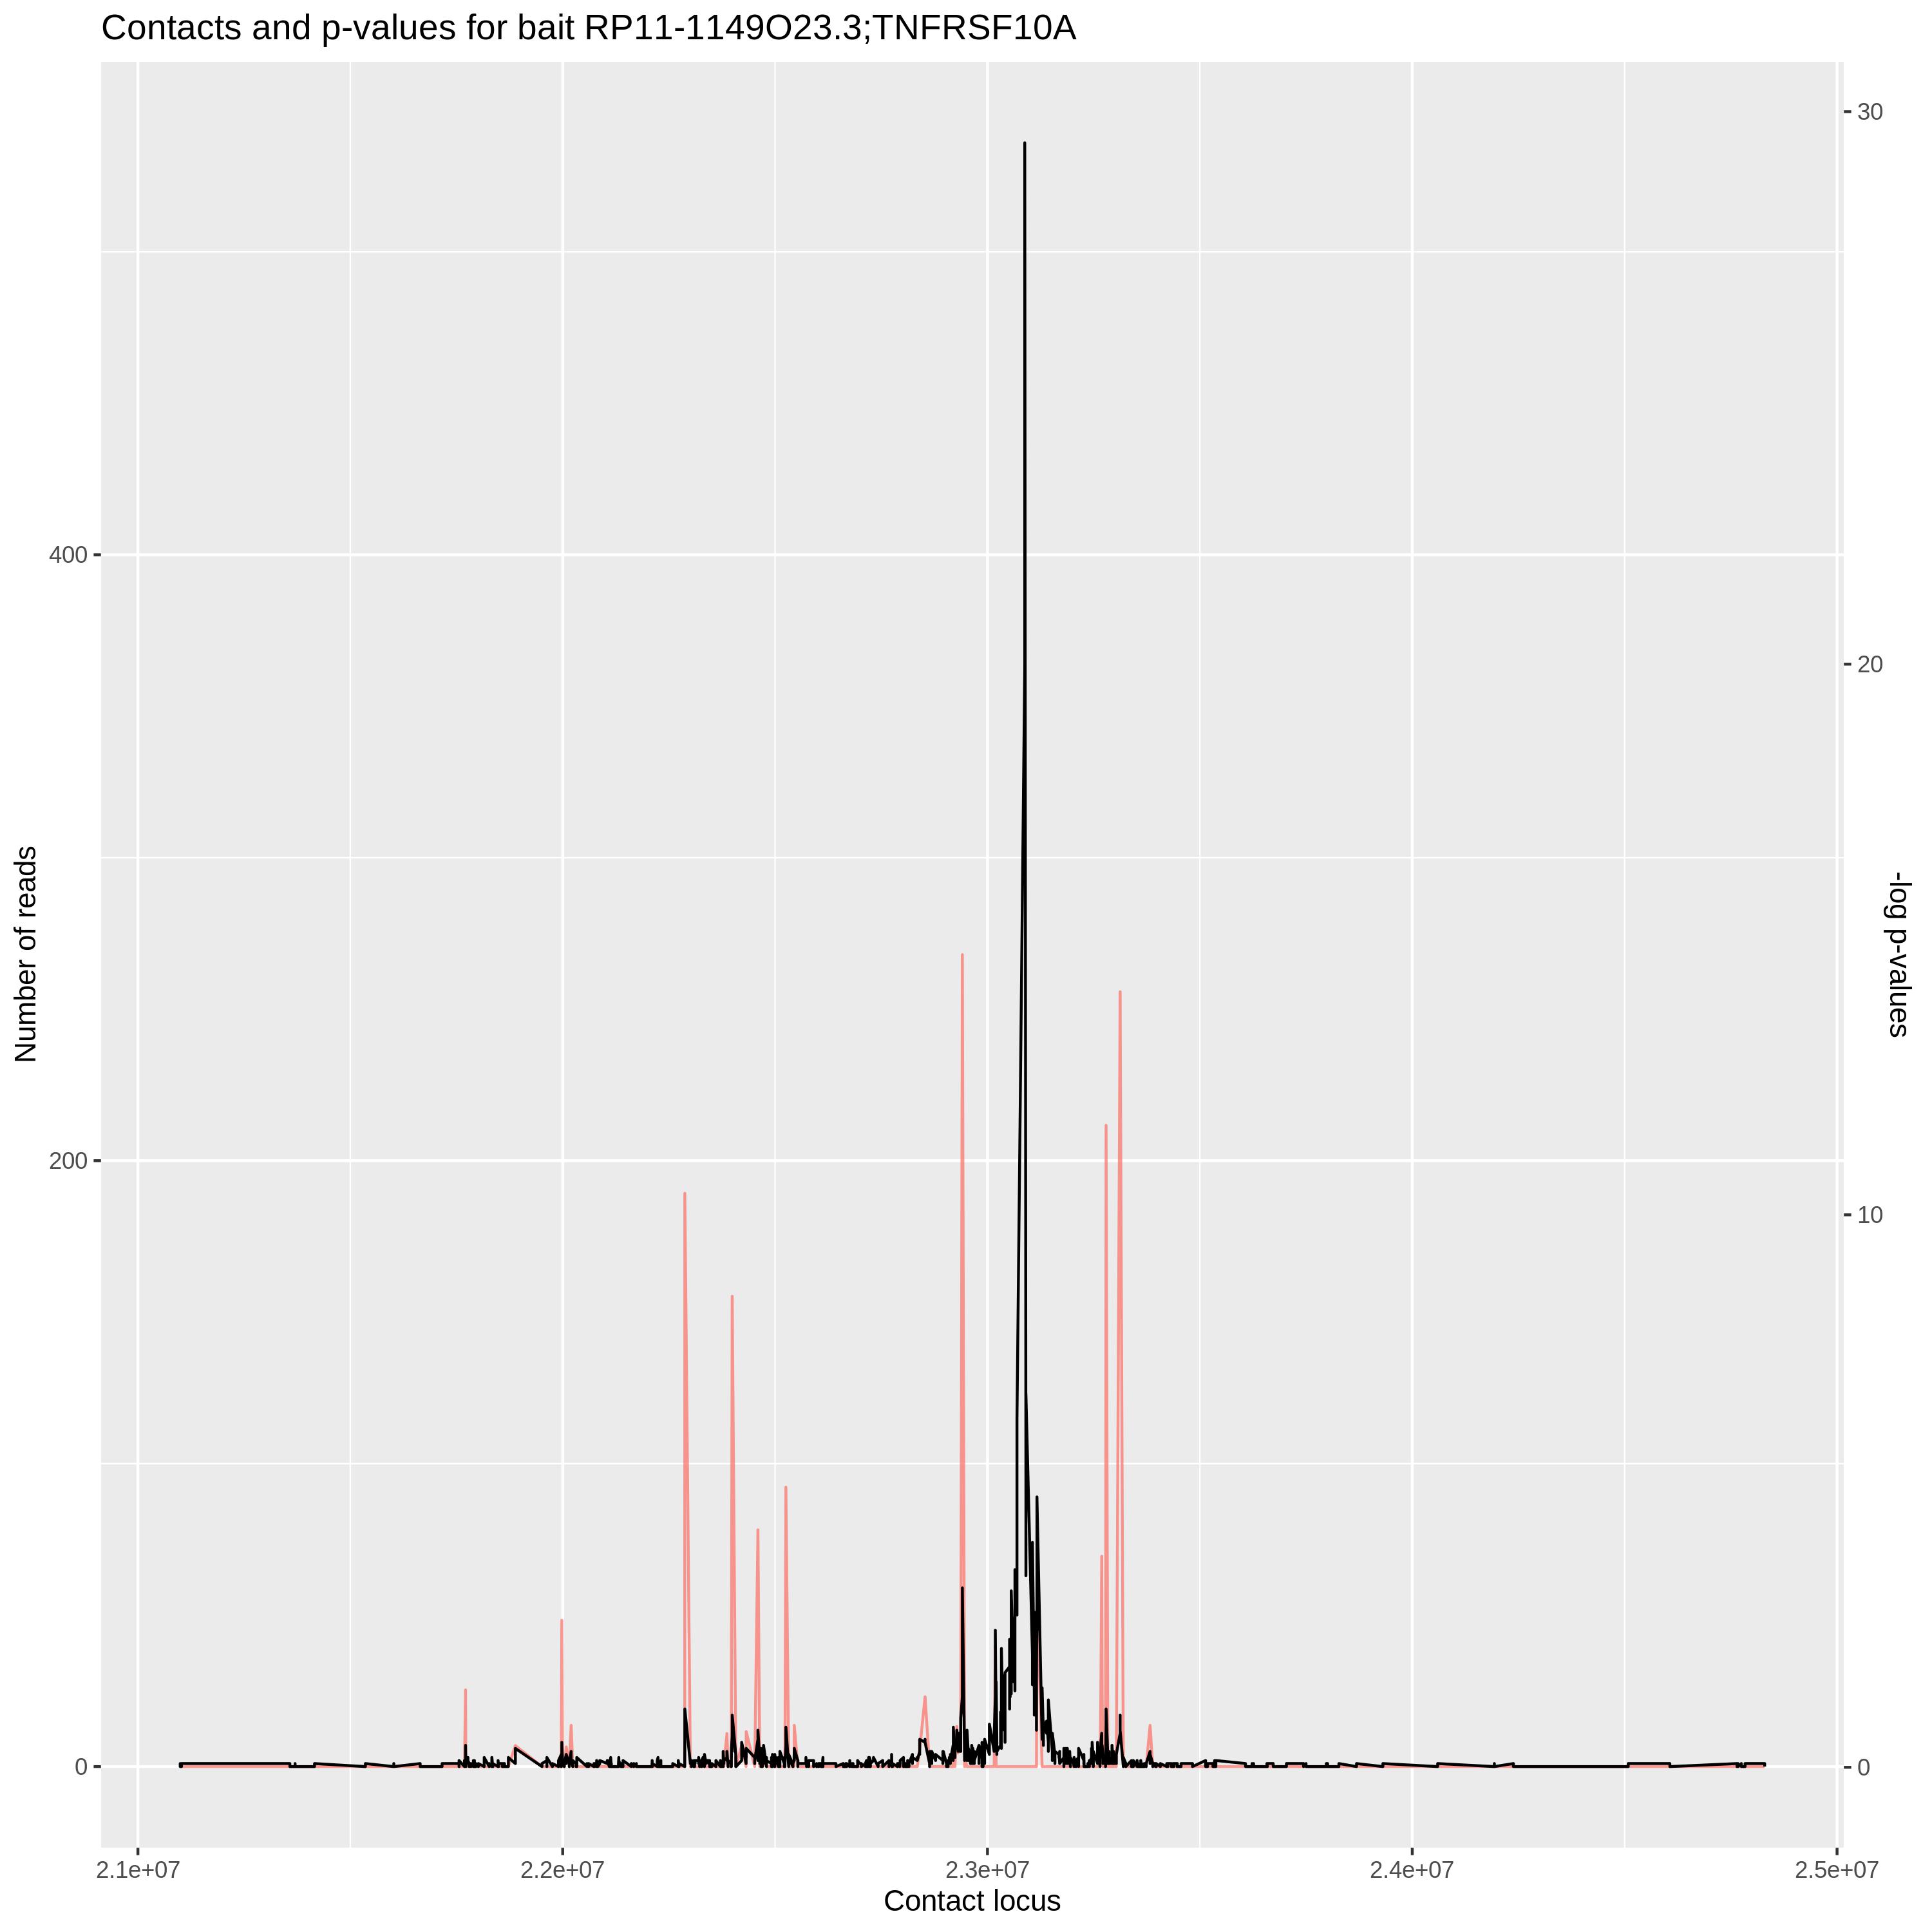 Contacts and p-values for bait RP11-1149O23.3;TNFRSF10A
30
400
20
Number of reads
-log p-values
200
10
0
0
2.1e+07
2.2e+07
2.3e+07
2.4e+07
2.5e+07
Contact locus